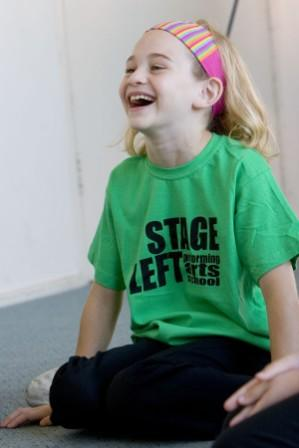 STAGE
LEFT performing
arts
school